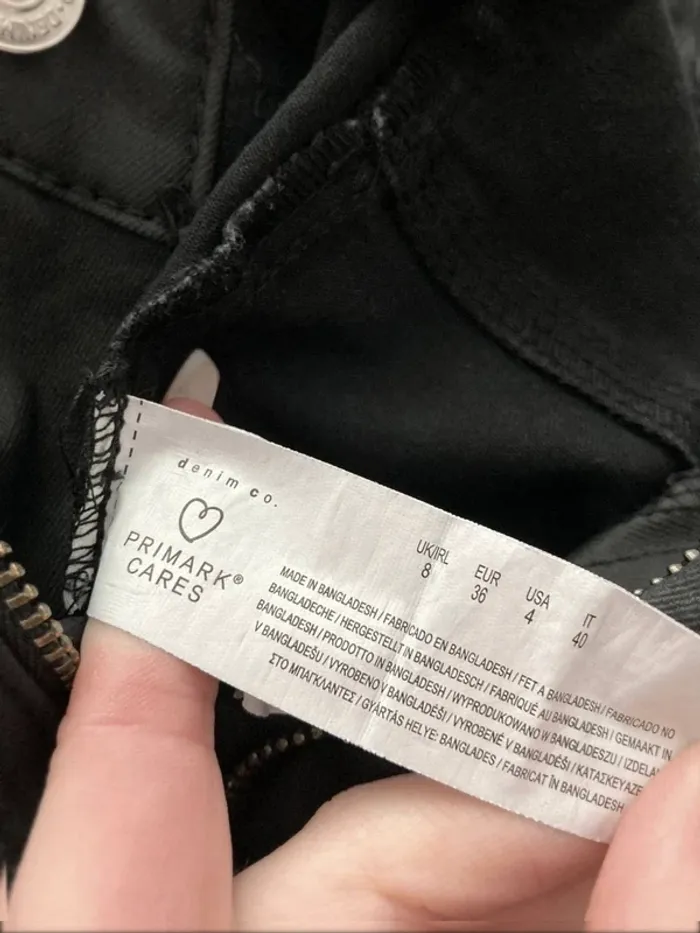 denim co.
PRIMARK®
CARES
UK/IRL EUR USA IT
8 36 4 40
MADE IN BANGLADESH / FABRICADO EN BANGLADESH / FET A BANGLADESH / FABRICADO NO
BANGLADECHE / HERGESTELLT IN BANGLADESCH / FABRIQUÉ AU BANGLADESH / GEMAAKT IN
BANGLADESH / PRODOTTO IN BANGLADESH / WYPRODUKOWANO W BANGLADESZU / IZDELA
V BANGLADEŠU / VYROBENO V BANGLADÉŠI / VYROBENÉ V BANGLADÉŠI / ΚΑΤΑΣΚΕΥΑΖΕ
ΣΤΟ ΜΠΑΓΚΛΑΝΤΕΣ / GYÁRTÁS HELYE: BANGLADES / FABRICAT ÎN BANGLADESH